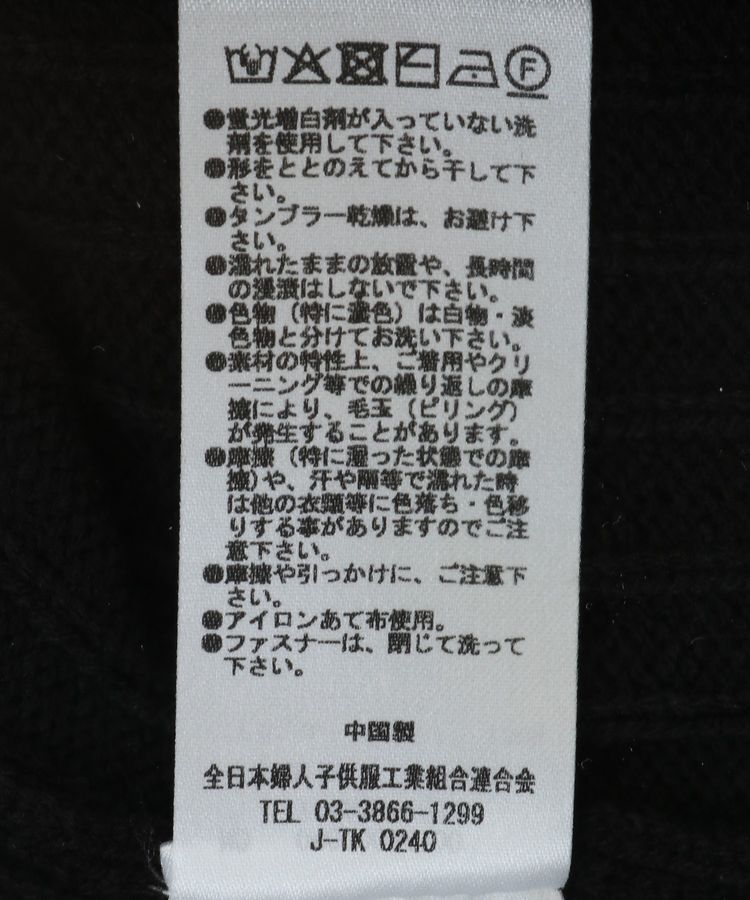 ●蛍光増白剤が入っていない洗
剤を使用して下さい。
●形をととのえてから干して下
さい。
●タンブラー乾燥は、お避け下
さい。
●濡れたままの放置や、長時間
の浸漬はしないで下さい。
●色物（特に濃色）は白物・淡
色物と分けてお洗い下さい。
●素材の特性上、ご着用やクリ
ーニング等での繰り返しの摩
擦により、毛玉（ピリング）
が発生することがあります。
●摩擦（特に湿った状態での摩
擦）や、汗や雨等で濡れた時
は他の衣類等に色落ち・色移
りする事がありますのでご注
意下さい。
●摩擦や引っかけに、ご注意下
さい。
●アイロンあて布使用。
●ファスナーは、閉じて洗って
下さい。
中国製
全日本婦人子供服工業組合連合会
TEL 03-3866-1299
J-TK 0240